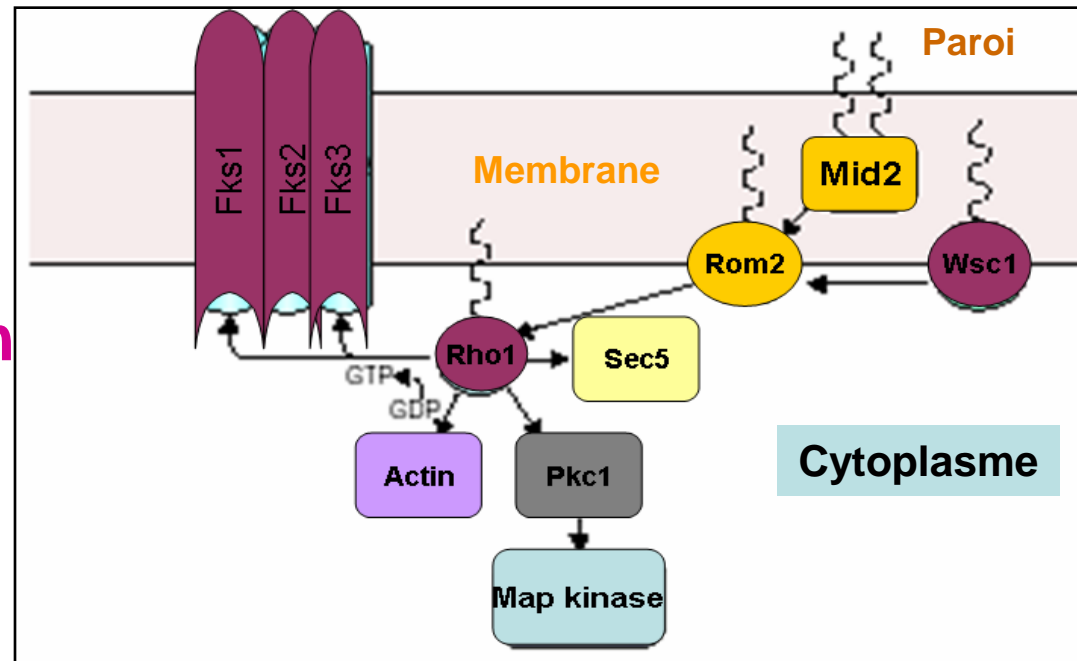 Paroi
Fks1
Fks2
Fks3
Membrane
Mid2
Rom2
Wsc1
n
Rho1
Sec5
GTP
GDP
Actin
Pkc1
Cytoplasme
Map kinase